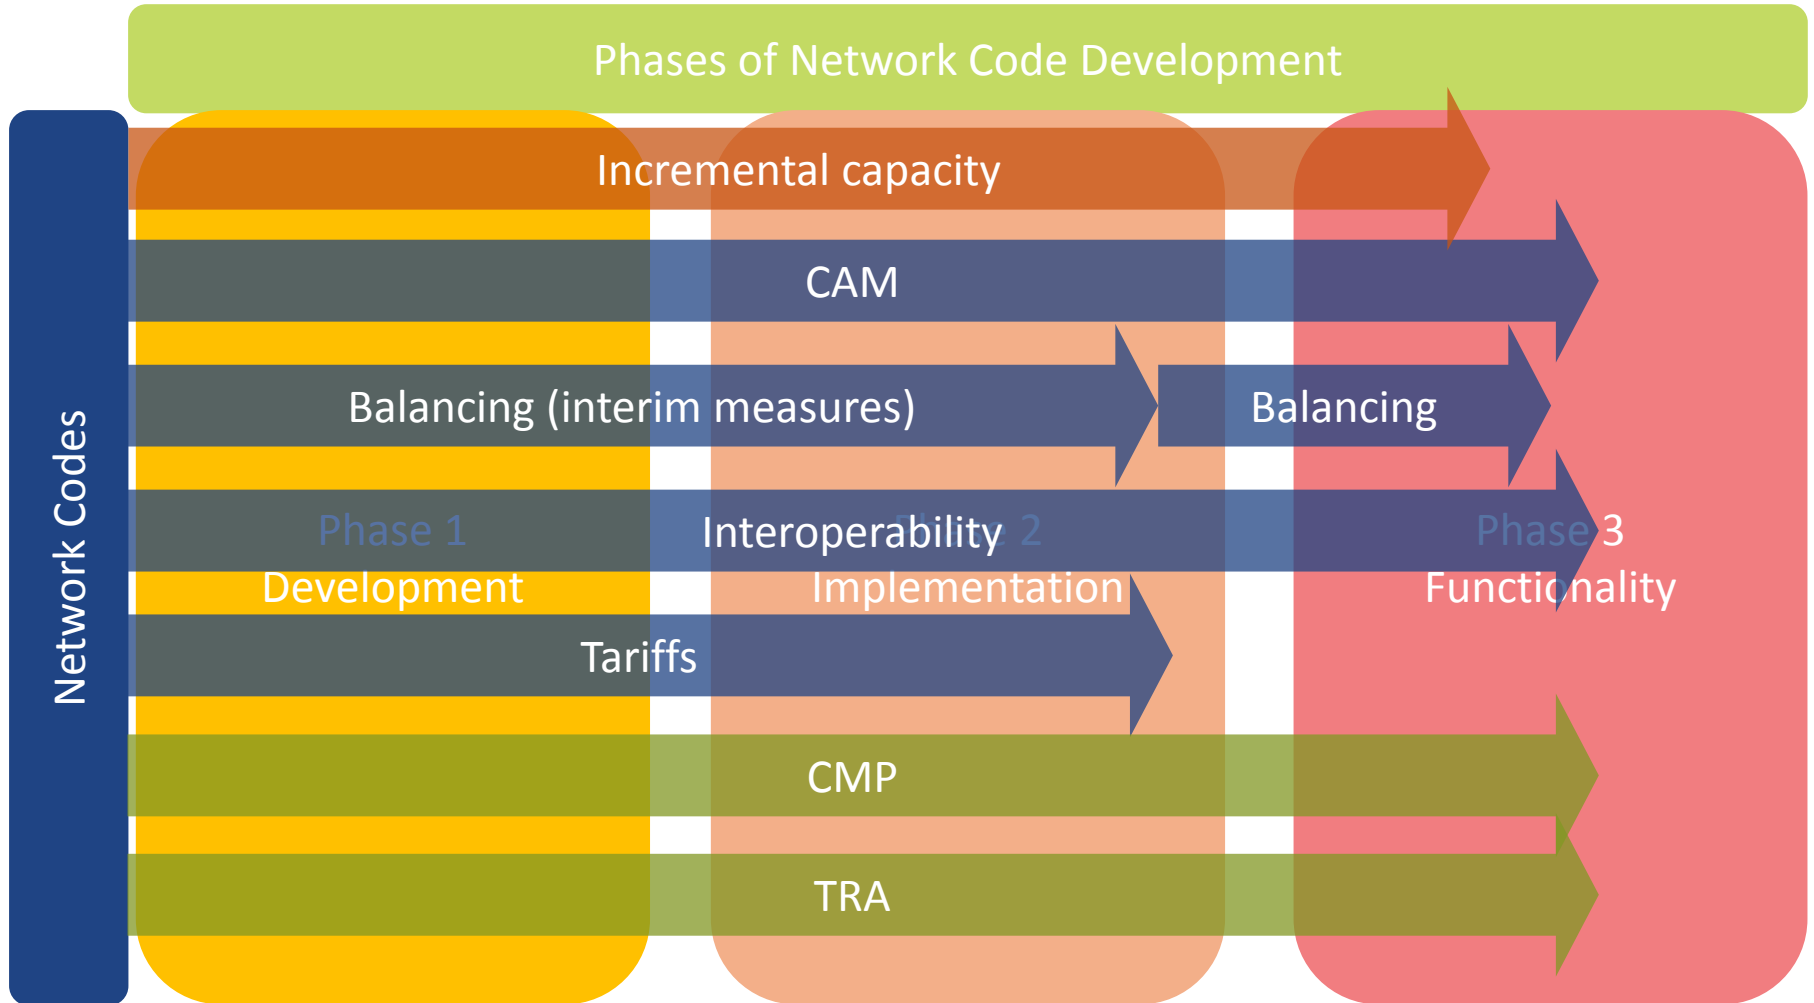 Phases of Network Code Development
Network Codes
Incremental capacity
CAM
Balancing (interim measures)
Balancing
Interoperability
Phase 1
Development
Phase 2
Implementation
Phase 3
Functionality
Tariffs
CMP
TRA